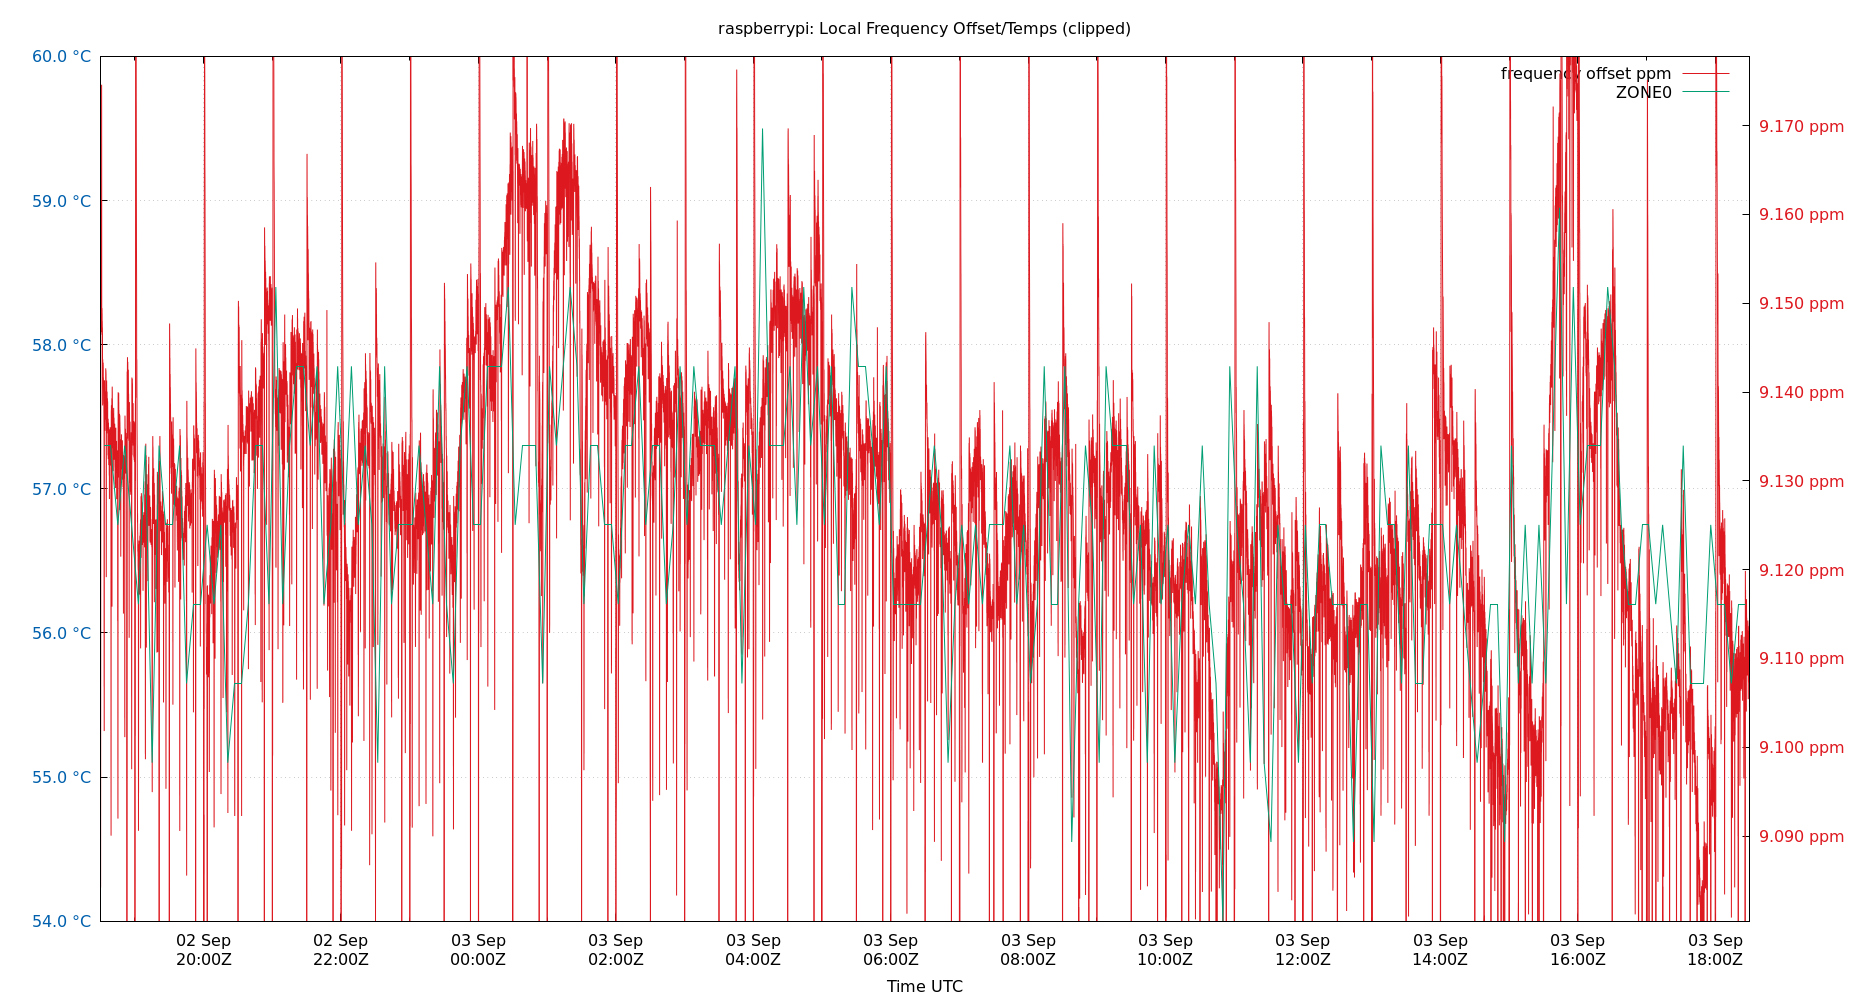 raspberrypi: Local Frequency Offset/Temps (clipped)
60.0 °C
59.0 °C
58.0 °C
57.0 °C
56.0 °C
55.0 °C
54.0 °C
frequency offset ppm
ZONE0
9.170 ppm
9.160 ppm
9.150 ppm
9.140 ppm
9.130 ppm
9.120 ppm
9.110 ppm
9.100 ppm
9.090 ppm
02 Sep
20:00Z
02 Sep
22:00Z
03 Sep
00:00Z
03 Sep
02:00Z
03 Sep
04:00Z
03 Sep
06:00Z
03 Sep
08:00Z
03 Sep
10:00Z
03 Sep
12:00Z
03 Sep
14:00Z
03 Sep
16:00Z
03 Sep
18:00Z
Time UTC